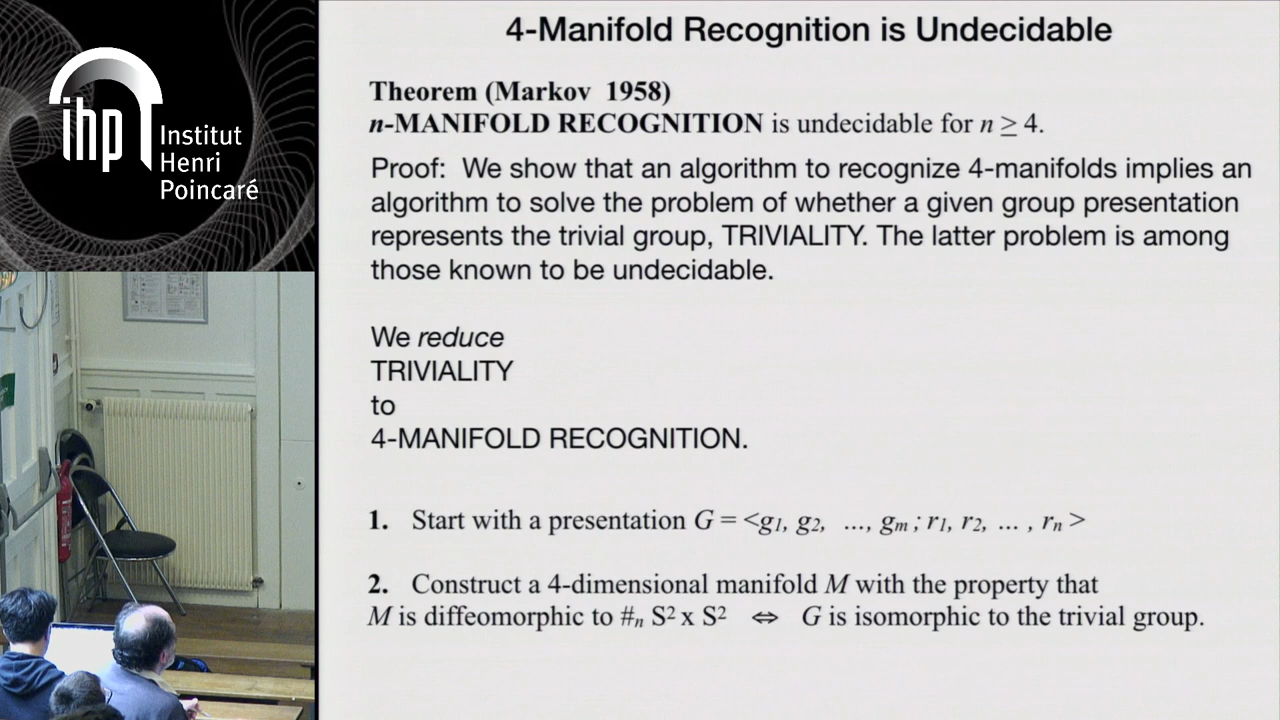 ihp
Institut
Henri
Poincaré
4-Manifold Recognition is Undecidable
Theorem (Markov 1958)
n-MANIFOLD RECOGNITION is undecidable for n ≥ 4.
Proof: We show that an algorithm to recognize 4-manifolds implies an
algorithm to solve the problem of whether a given group presentation
represents the trivial group, TRIVIALITY. The latter problem is among
those known to be undecidable.
We reduce
TRIVIALITY
to
4-MANIFOLD RECOGNITION.
1. Start with a presentation G = <g1, g2, ..., gm ; r1, r2, ... , rn >
2. Construct a 4-dimensional manifold M with the property that
M is diffeomorphic to #n S² x S² ⇔ G is isomorphic to the trivial group.